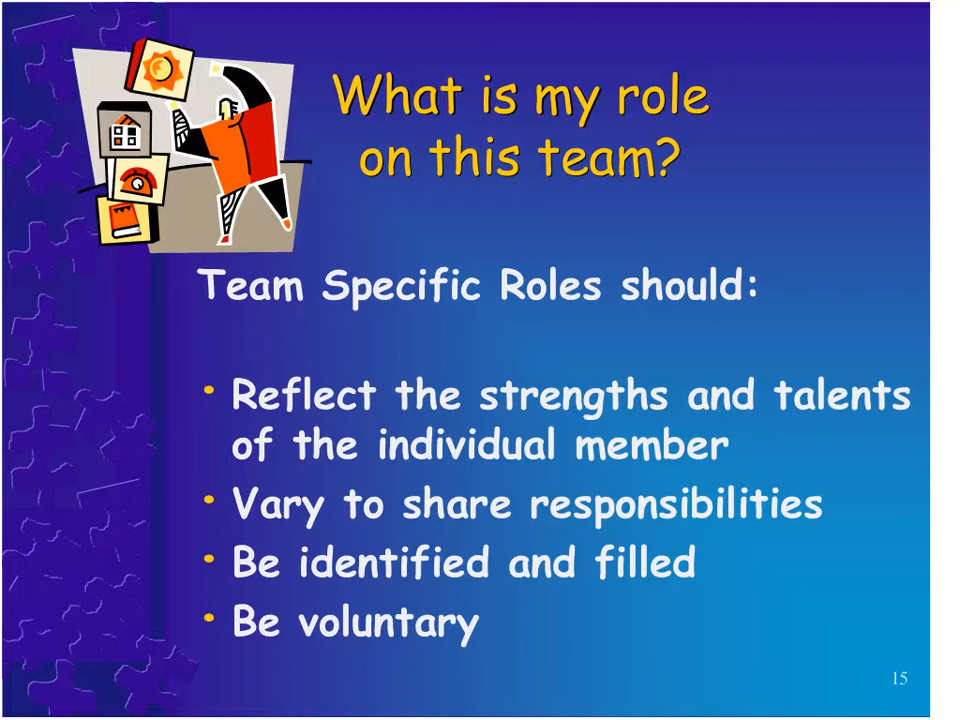 What is my role
on this team?
Team Specific Roles should:
• Reflect the strengths and talents
of the individual member
• Vary to share responsibilities
• Be identified and filled
• Be voluntary
15